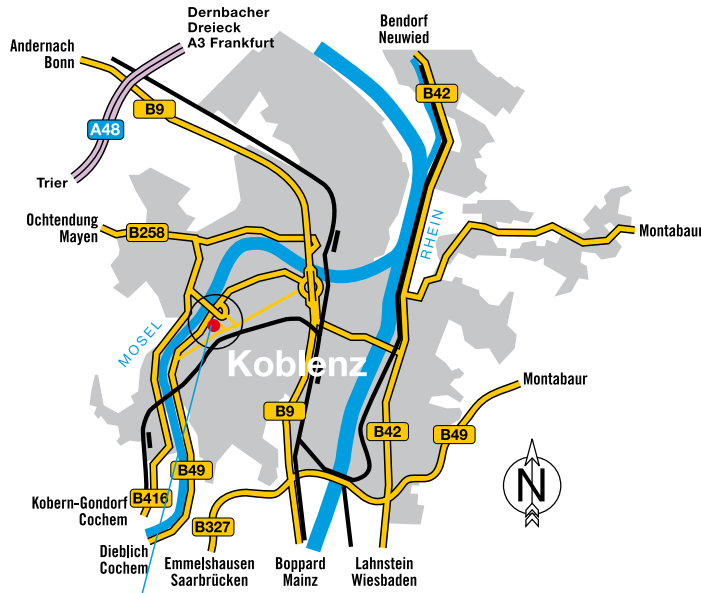 Dernbacher
Dreieck
A3 Frankfurt
Bendorf
Neuwied
Andernach
Bonn
B9
B42
A48
Trier
Ochtendung
Mayen
B258
RHEIN
Montabaur
MOSEL
Koblenz
Montabaur
B9
B42
B49
B49
B416
Kobern-Gondorf
Cochem
B327
N
Dieblich
Cochem
Emmelshausen
Saarbrücken
Boppard
Mainz
Lahnstein
Wiesbaden